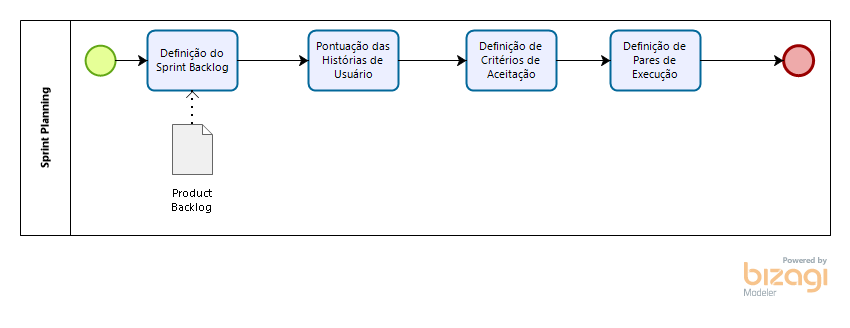 Sprint Planning
Definição do
Sprint Backlog
Pontuação das
Histórias de
Usuário
Definição de
Critérios de
Aceitação
Definição de
Pares de
Execução
Product
Backlog
Powered by
bizagi
Modeler